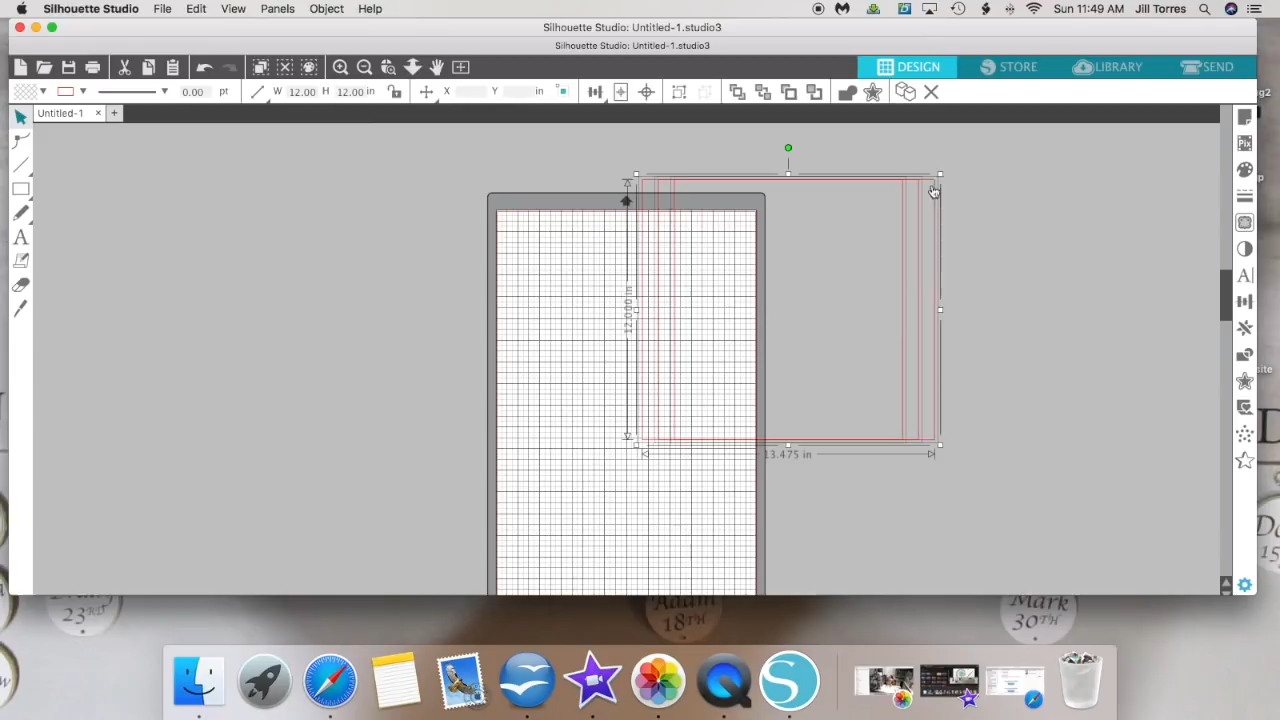 Silhouette Studio File Edit View Panels Object Help Sun 11:49 AM Jill Torres
Silhouette Studio: Untitled-1.studio3
Silhouette Studio: Untitled-1.studio3
DESIGN STORE LIBRARY SEND
0.00 pt W 12.00 H 12.00 in X Y in
Untitled-1 × +
12.000 in
13.475 in
23RD
Adam
18TH
Mark
30TH